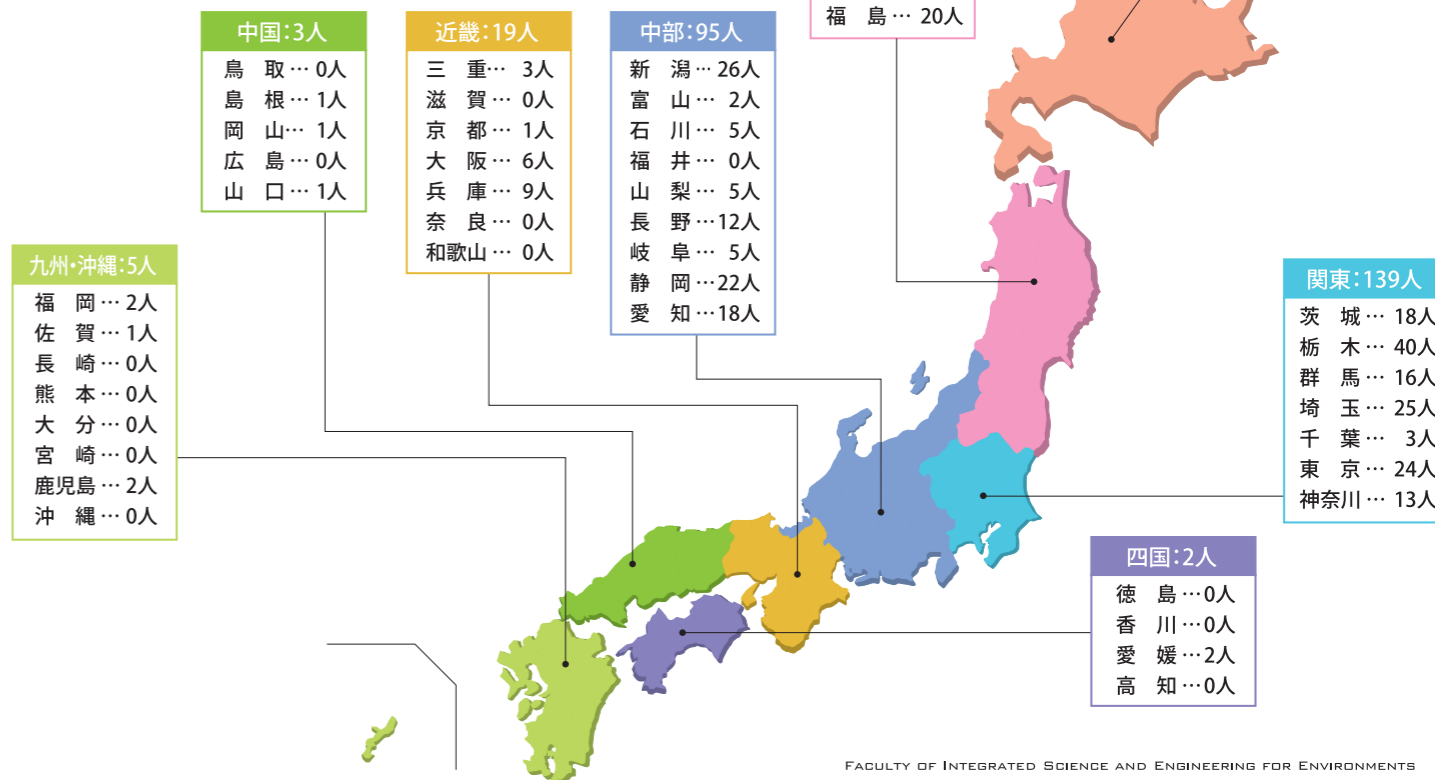 福　島… 20人
中国：3人
鳥　取…0人
島　根…1人
岡　山…1人
広　島…0人
山　口…1人
近畿：19人
三　重… 3人
滋　賀… 0人
京　都… 1人
大　阪… 6人
兵　庫… 9人
奈　良… 0人
和歌山… 0人
中部：95人
新　潟…26人
富　山… 2人
石　川… 5人
福　井… 0人
山　梨… 5人
長　野…12人
岐　阜… 5人
静　岡…22人
愛　知…18人
九州・沖縄：5人
福　岡…2人
佐　賀…1人
長　崎…0人
熊　本…0人
大　分…0人
宮　崎…0人
鹿児島…2人
沖　縄…0人
関東：139人
茨　城… 18人
栃　木… 40人
群　馬… 16人
埼　玉… 25人
千　葉… 3人
東　京… 24人
神奈川… 13人
四国：2人
徳　島…0人
香　川…0人
愛　媛…2人
高　知…0人
FACULTY OF INTEGRATED SCIENCE AND ENGINEERING FOR ENVIRONMENTS